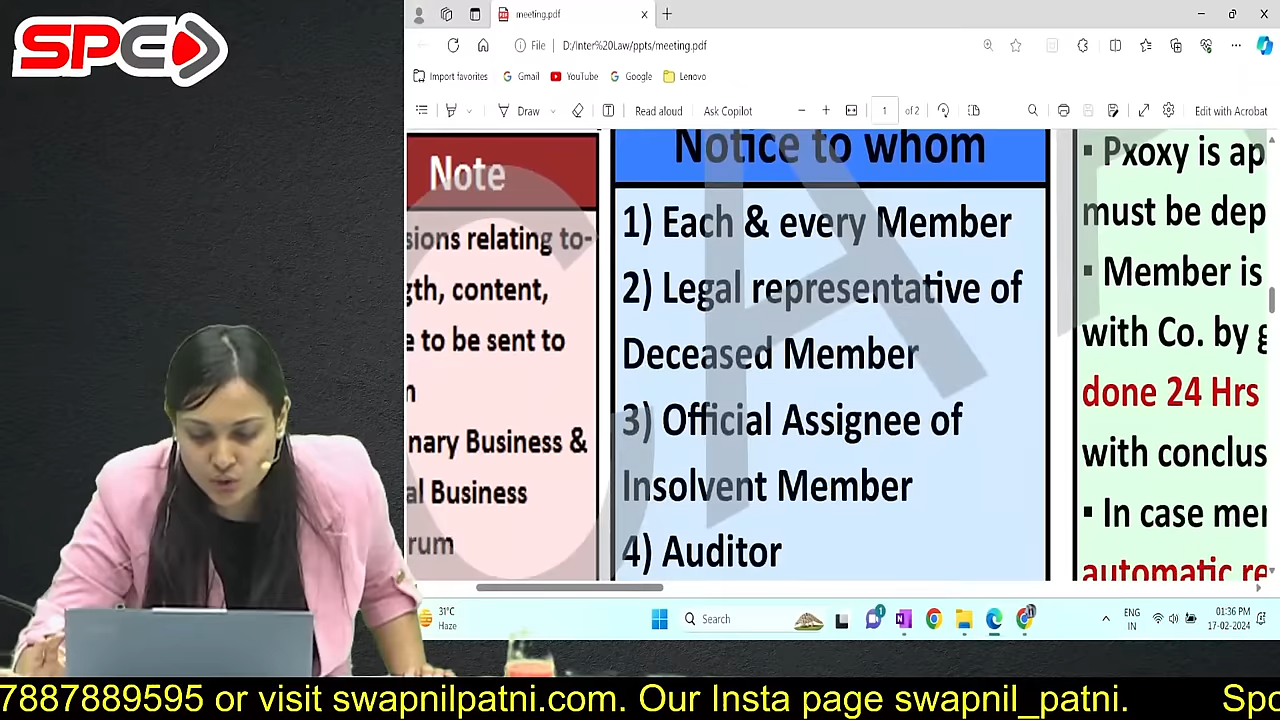 SPC
meeting.pdf
File
D:/Inter%20Law/ppts/meeting.pdf
Import favorites
Gmail
YouTube
Google
Lenovo
Draw
Read aloud
Ask Copilot
1
of 2
Edit with Acrobat
Note
sions relating to-
gth, content,
e to be sent to
n
nary Business &
al Business
rum
Notice to whom
1) Each & every Member
2) Legal representative of
Deceased Member
3) Official Assignee of
Insolvent Member
4) Auditor
▪ Pxoxy is ap
must be dep
▪ Member is
with Co. by g
done 24 Hrs
with conclus
▪ In case mer
automatic re
31°C
Haze
Search
ENG
IN
01:36 PM
17-02-2024
7887889595 or visit swapnilpatni.com. Our Insta page swapnil_patni. Spo